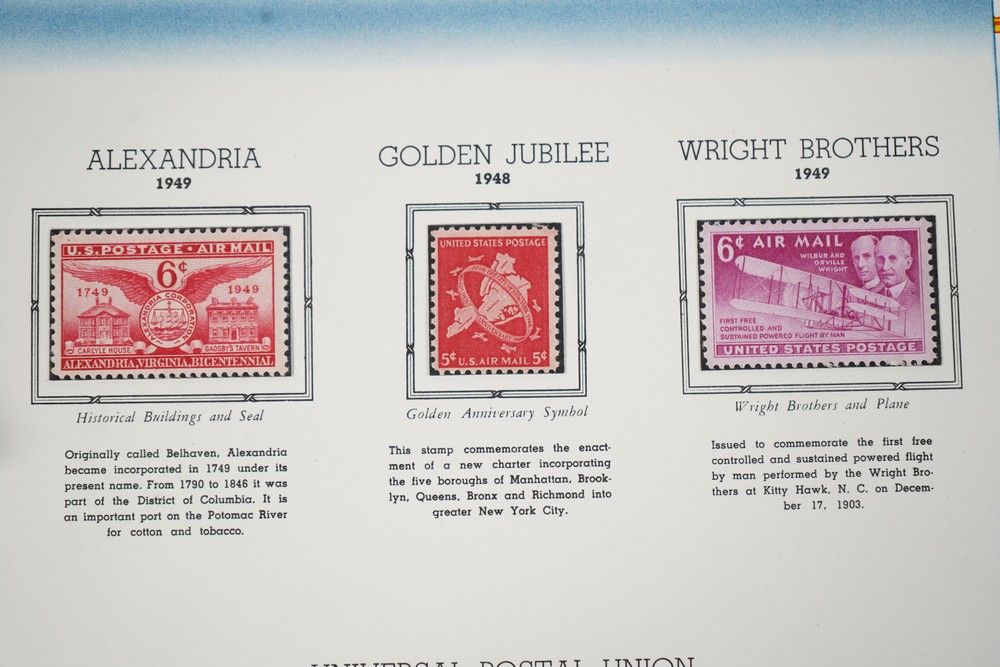 ALEXANDRIA
1949
U.S. POSTAGE • AIR MAIL
6¢
1749
1949
ALEXANDRIA CORPORATION
CARLYLE HOUSE
GADSBY'S TAVERN
ALEXANDRIA, VIRGINIA, BICENTENNIAL
Historical Buildings and Seal
Originally called Belhaven, Alexandria
became incorporated in 1749 under its
present name. From 1790 to 1846 it was
part of the District of Columbia. It is
an important port on the Potomac River
for cotton and tobacco.
GOLDEN JUBILEE
1948
UNITED STATES POSTAGE
5¢ U.S. AIR MAIL 5¢
Golden Anniversary Symbol
This stamp commemorates the enact-
ment of a new charter incorporating
the five boroughs of Manhattan, Brook-
lyn, Queens, Bronx and Richmond into
greater New York City.
WRIGHT BROTHERS
1949
6¢ AIR MAIL
WILBUR AND
ORVILLE
WRIGHT
FIRST FREE
CONTROLLED AND
SUSTAINED POWERED FLIGHT BY MAN
UNITED STATES POSTAGE
Wright Brothers and Plane
Issued to commemorate the first free
controlled and sustained powered flight
by man performed by the Wright Bro-
thers at Kitty Hawk, N. C. on Decem-
ber 17, 1903.
UNIVERSAL POSTAL UNION